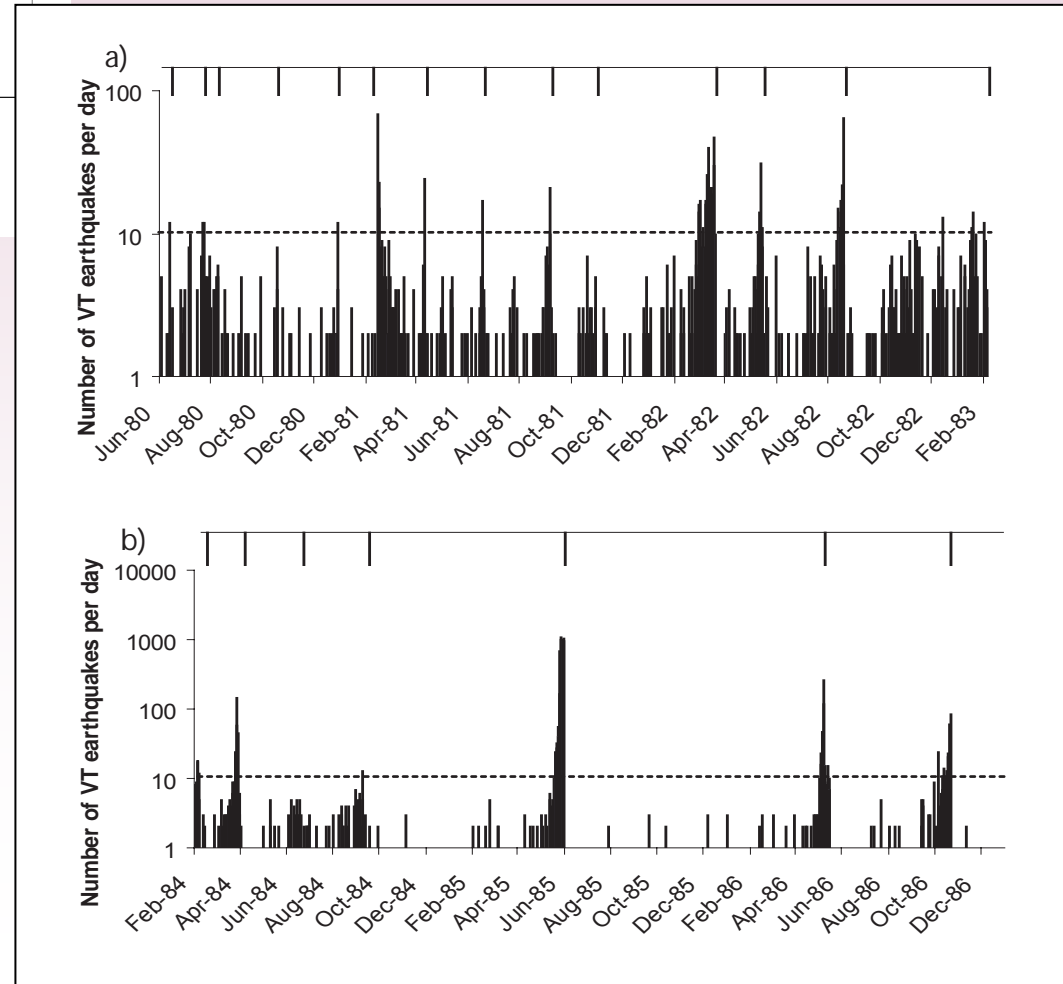 a)
Number of VT earthquakes per day
100
10
1
Jun-80
Aug-80
Oct-80
Dec-80
Feb-81
Apr-81
Jun-81
Aug-81
Oct-81
Dec-81
Feb-82
Apr-82
Jun-82
Aug-82
Oct-82
Dec-82
Feb-83
b)
Number of VT earthquakes per day
10000
1000
100
10
1
Feb-84
Apr-84
Jun-84
Aug-84
Oct-84
Dec-84
Feb-85
Apr-85
Jun-85
Aug-85
Oct-85
Dec-85
Feb-86
Apr-86
Jun-86
Aug-86
Oct-86
Dec-86